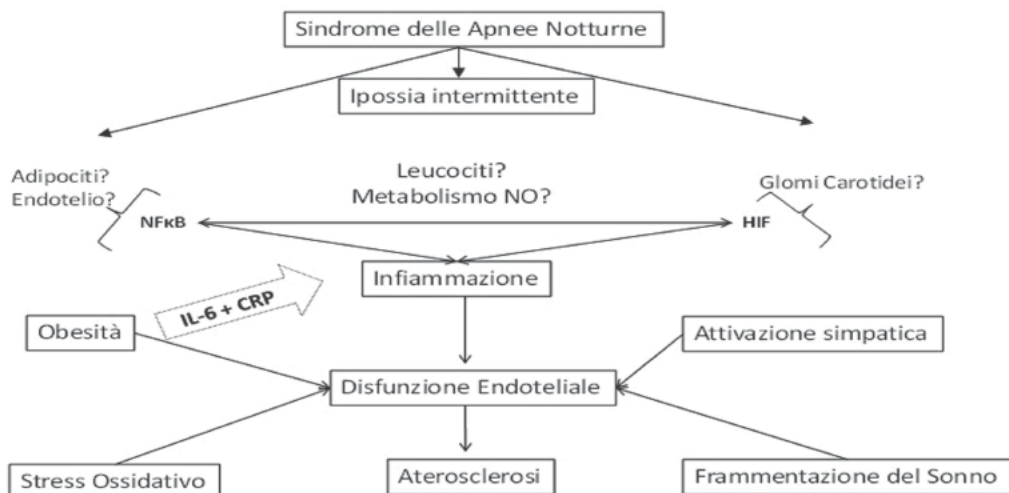 Sindrome delle Apnee Notturne
Ipossia intermittente
Adipociti?
Endotelio?
Leucociti?
Metabolismo NO?
Glomi Carotidei?
NFκB
HIF
Infiammazione
IL-6 + CRP
Obesità
Attivazione simpatica
Disfunzione Endoteliale
Stress Ossidativo
Aterosclerosi
Frammentazione del Sonno